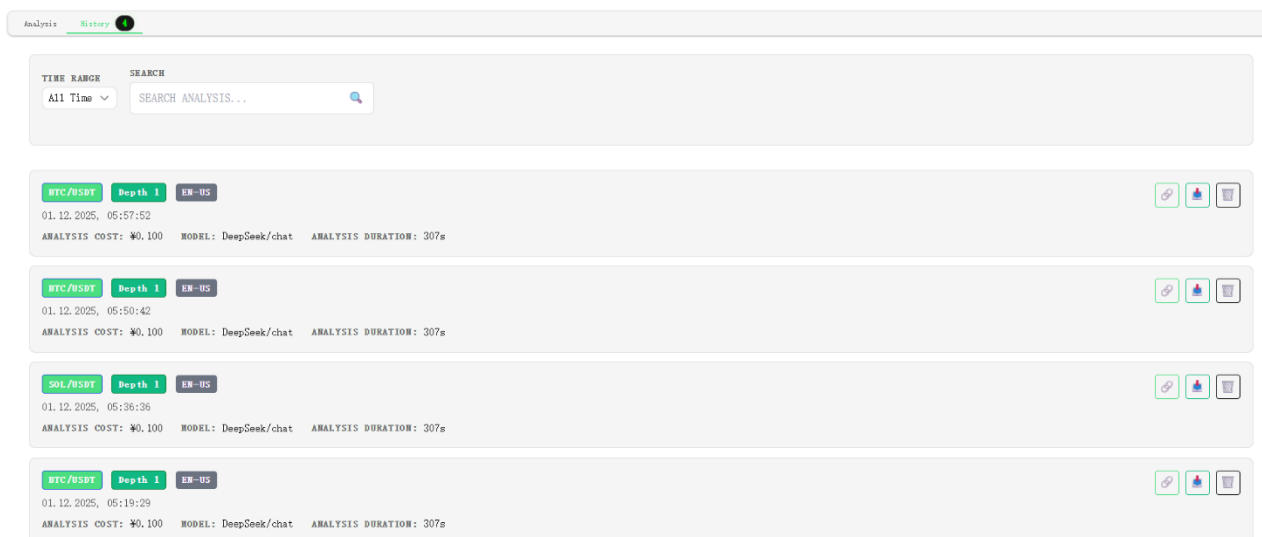 Analysis History 4
TIME RANGE
SEARCH
All Time
SEARCH ANALYSIS...
BTC/USDT Depth 1 EN-US
01.12.2025, 05:57:52
ANALYSIS COST: ¥0.100 MODEL: DeepSeek/chat ANALYSIS DURATION: 307s
BTC/USDT Depth 1 EN-US
01.12.2025, 05:50:42
ANALYSIS COST: ¥0.100 MODEL: DeepSeek/chat ANALYSIS DURATION: 307s
SOL/USDT Depth 1 EN-US
01.12.2025, 05:36:36
ANALYSIS COST: ¥0.100 MODEL: DeepSeek/chat ANALYSIS DURATION: 307s
BTC/USDT Depth 1 EN-US
01.12.2025, 05:19:29
ANALYSIS COST: ¥0.100 MODEL: DeepSeek/chat ANALYSIS DURATION: 307s